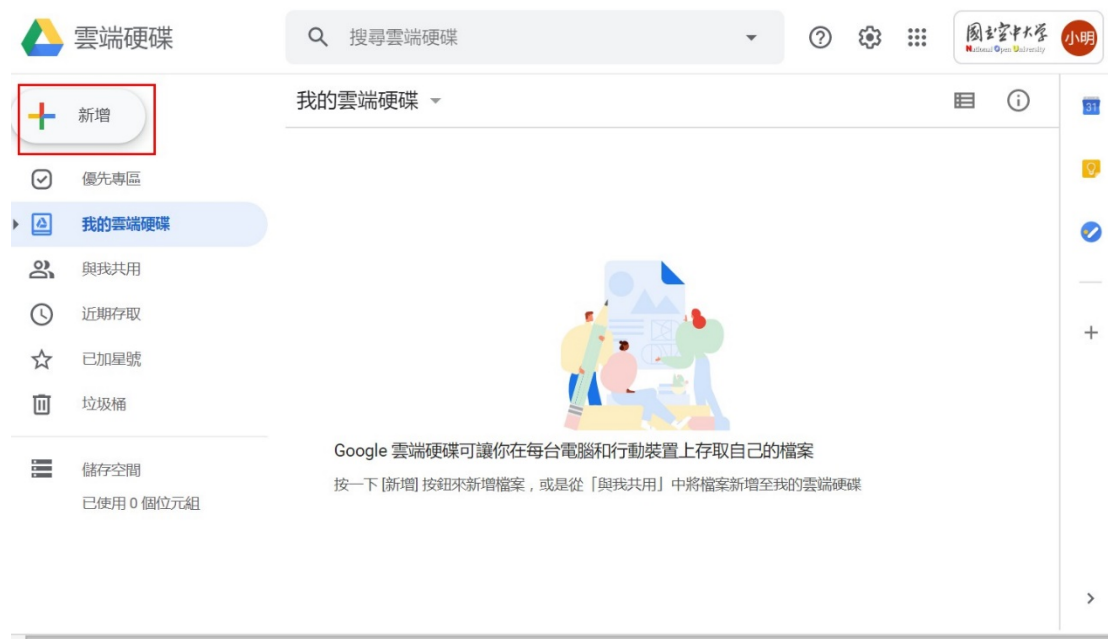 雲端硬碟
搜尋雲端硬碟
國立空中大學
National Open University
小明
新增
我的雲端硬碟
31
優先專區
我的雲端硬碟
與我共用
近期存取
已加星號
垃圾桶
儲存空間
已使用 0 個位元組
Google 雲端硬碟可讓你在每台電腦和行動裝置上存取自己的檔案
按一下 [新增] 按鈕來新增檔案，或是從「與我共用」中將檔案新增至我的雲端硬碟